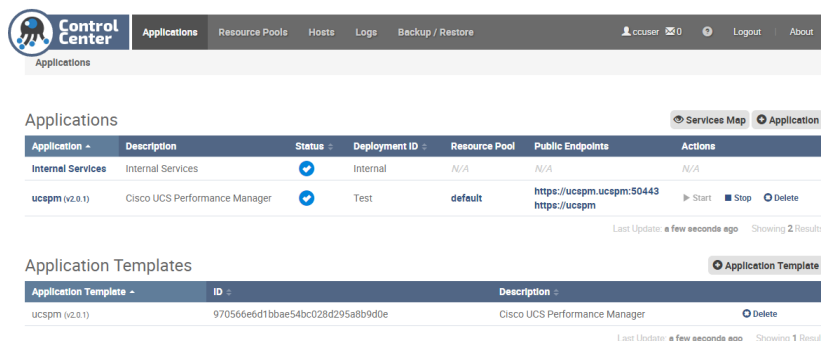 Control Center
Applications Resource Pools Hosts Logs Backup / Restore ccuser 0 Logout About
Applications
Applications Services Map Application
Application Description Status Deployment ID Resource Pool Public Endpoints Actions
Internal Services Internal Services Internal N/A N/A N/A
ucspm (v2.0.1) Cisco UCS Performance Manager Test default https://ucspm.ucspm:50443 Start Stop Delete
https://ucspm
Last Update: a few seconds ago Showing 2 Results
Application Templates Application Template
Application Template ID Description
ucspm (v2.0.1) 970566e6d1bbae54bc028d295a8b9d0e Cisco UCS Performance Manager Delete
Last Update: a few seconds ago Showing 1 Resul